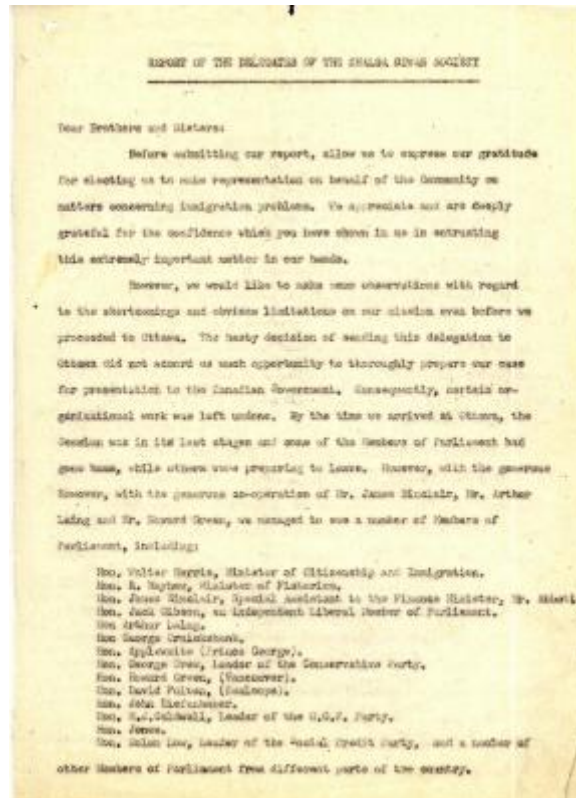 REPORT OF THE DELEGATES OF THE KHALSA DIWAN SOCIETY
Dear Brothers and Sisters:
Before submitting our report, allow us to express our gratitude
for electing us to make representation on behalf of the Community on
matters concerning immigration problems. We appreciate and are deeply
grateful for the confidence which you have shown in us in entrusting
this extremely important matter in our hands.
However, we would like to make some observations with regard
to the shortcomings and obvious limitations on our mission even before we
proceeded to Ottawa. The hasty decision of sending this delegation to
Ottawa did not accord us much opportunity to thoroughly prepare our case
for presentation to the Canadian Government. Consequently, certain or-
ganizational work was left undone. By the time we arrived at Ottawa, the
Session was in its last stages and some of the Members of Parliament had
gone home, while others were preparing to leave. However, with the generous
However, with the generous co-operation of Mr. James Sinclair, Mr. Arthur
Laing and Mr. Howard Green, we managed to see a number of Members of
Parliament, including:
Hon. Walter Harris, Minister of Citizenship and Immigration.
Hon. R. Mayhew, Minister of Fisheries.
Hon. James Sinclair, Special Assistant to the Finance Minister, Mr.
Hon. Jack Gibson, an independent Liberal Member of Parliament.
Hon Arthur Laing.
Hon George Cruickshank.
Hon. Applewaite (Prince George).
Hon. George Drew, Leader of the Conservative Party.
Hon. Howard Green, (Vancouver).
Hon. David Fulton, (Kamloops).
Hon. John Diefenbaker.
Hon. M.J.Coldwell, Leader of the C.C.F. Party.
Hon. Jones.
Hon. Solon Low, Leader of the Social Credit Party, and a number of
other Members of Parliament from different parts of the country.